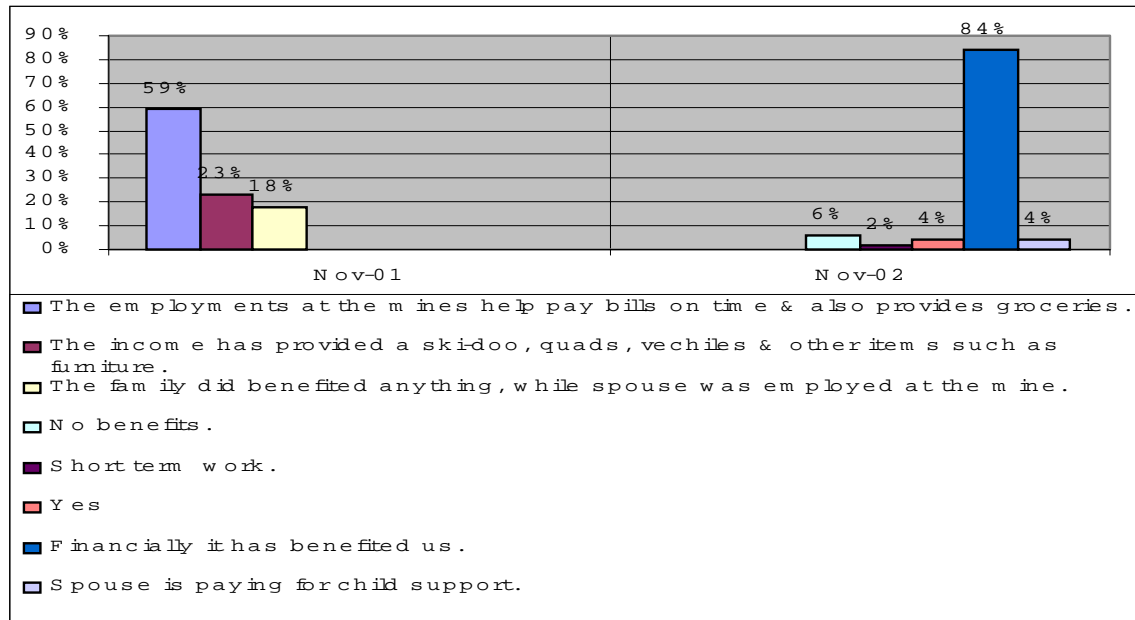 90%
84%
80%
70%
59%
60%
50%
40%
30%
23%
18%
20%
10%
6%
2%
4%
4%
0%
Nov-01
Nov-02
The employments at the mines help pay bills on time & also provides groceries.
The income has provided a ski-doo, quads, vechiles & other items such as
furniture.
The family did benefited anything, while spouse was employed at the mine.
No benefits.
Short term work.
Yes
Financially it has benefited us.
Spouse is paying for child support.